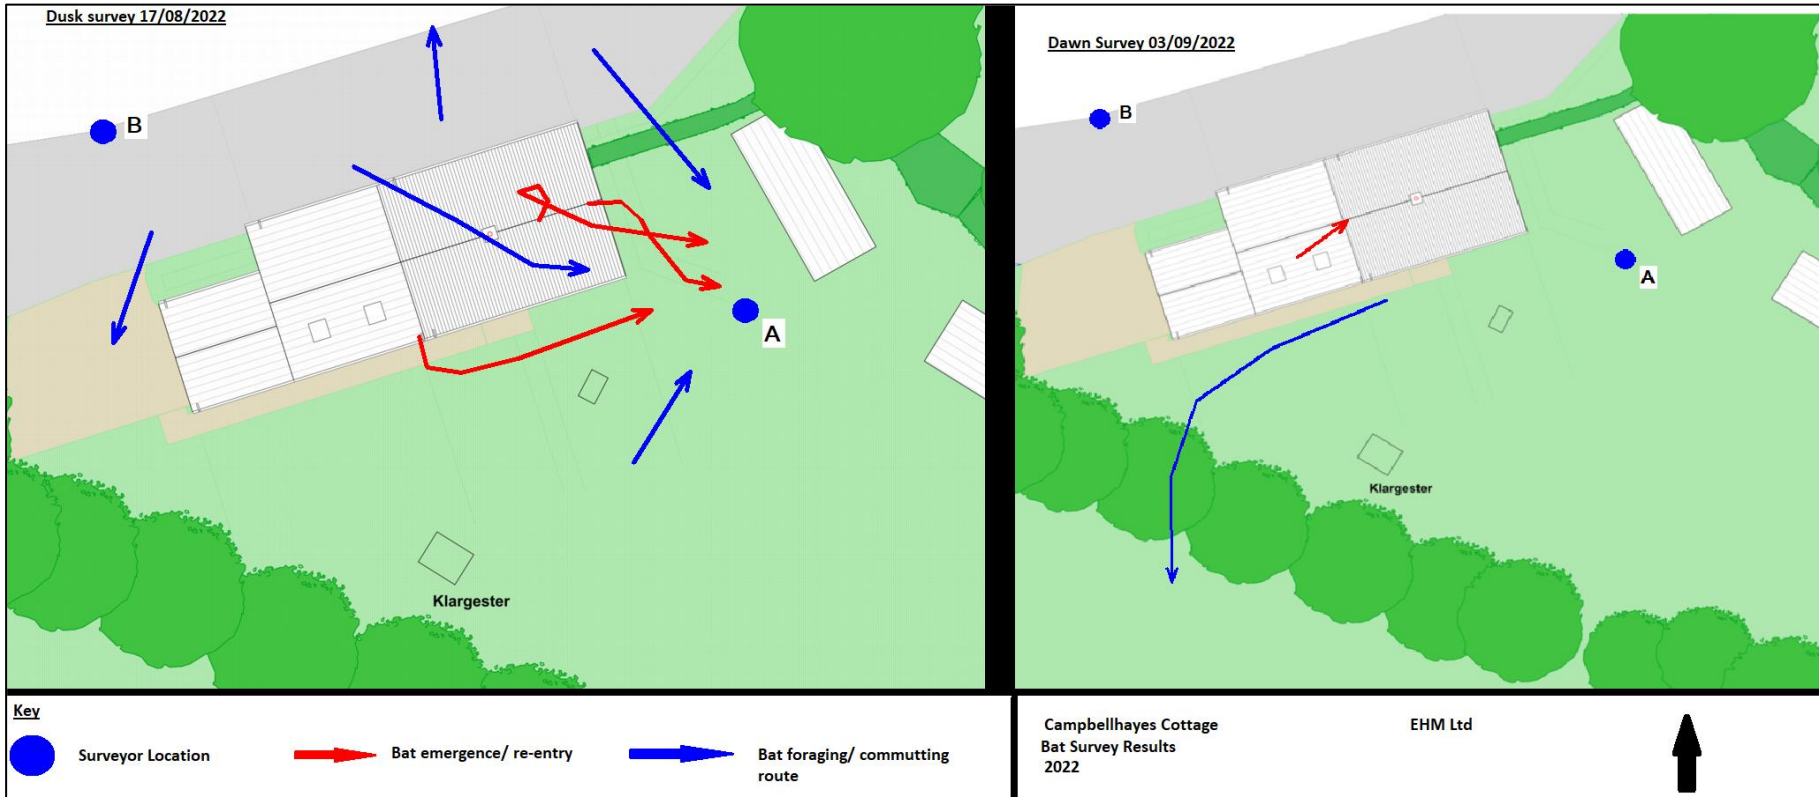 Dusk survey 17/08/2022
B
A
Klargester
Dawn Survey 03/09/2022
B
A
Klargester
Key
Surveyor Location
Bat emergence/ re-entry
Bat foraging/ commutting
route
Campbellhayes Cottage
Bat Survey Results
2022
EHM Ltd